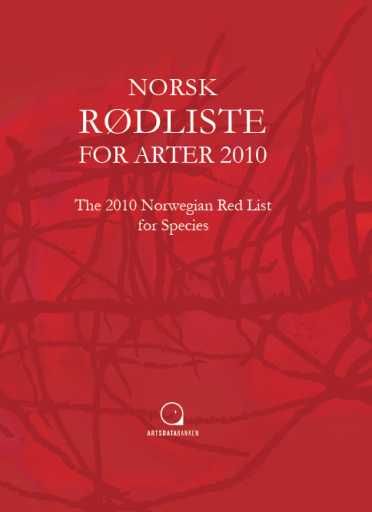 NORSK
RØDLISTE
FOR ARTER 2010
The 2010 Norwegian Red List
for Species
ARTSDATABANKEN